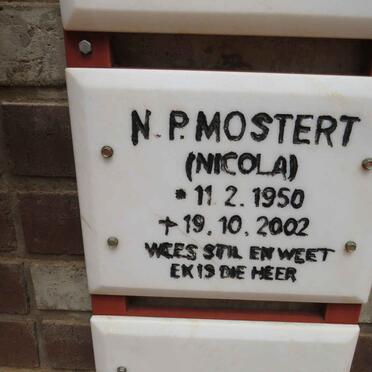 N. P. MOSTERT
(NICOLA)
* 11. 2. 1950
+ 19. 10. 2002
WEES STIL EN WEET
EK IS DIE HEER